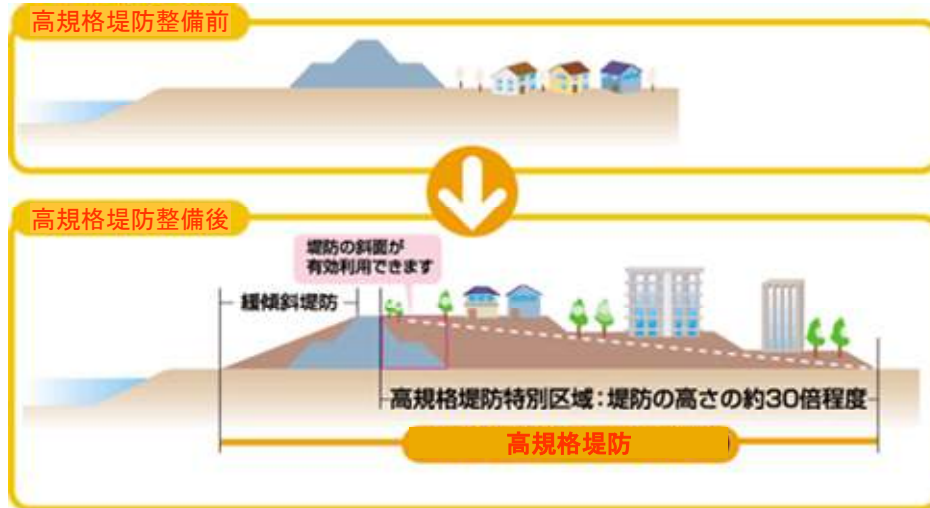 高規格堤防整備前
高規格堤防整備後
堤防の斜面が
有効利用できます
緩傾斜堤防
高規格堤防特別区域：堤防の高さの約30倍程度
高規格堤防